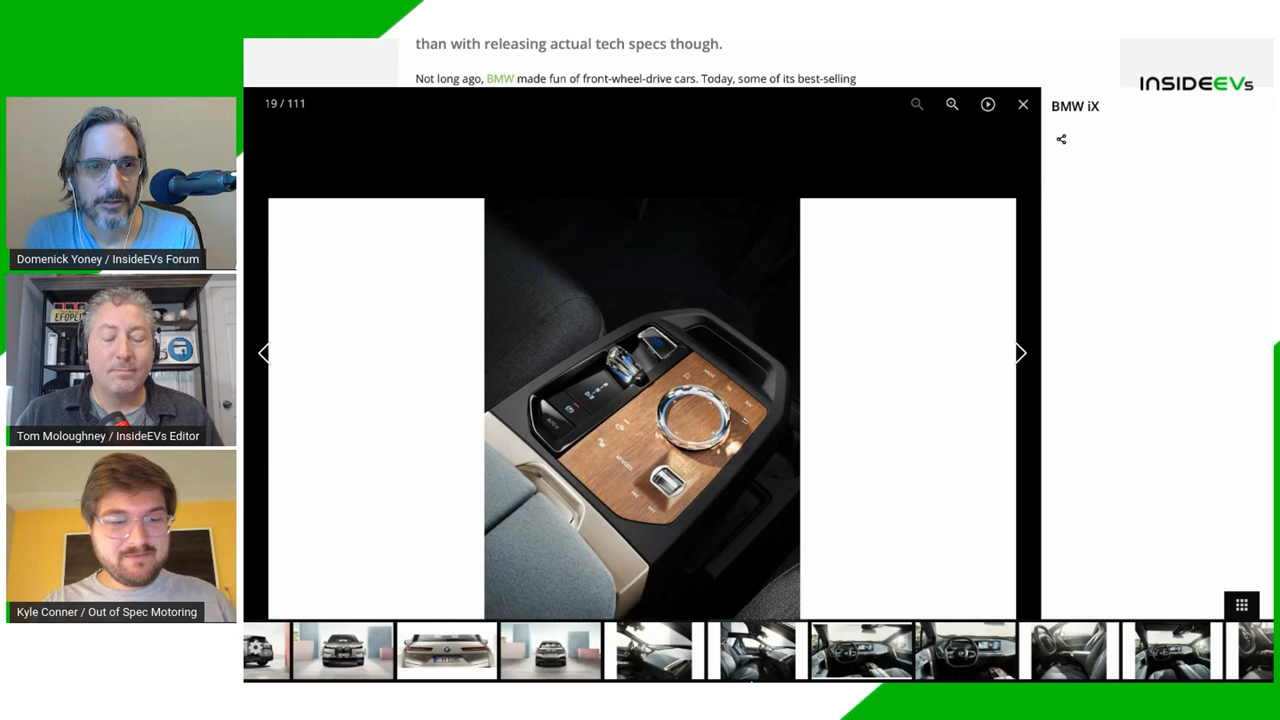 than with releasing actual tech specs though.
Not long ago, BMW made fun of front-wheel-drive cars. Today, some of its best-selling
INSIDEEVs
19 / 111
BMW iX
Domenick Yoney / InsideEVs Forum
EFOPEI
Tom Moloughney / InsideEVs Editor
Kyle Conner / Out of Spec Motoring